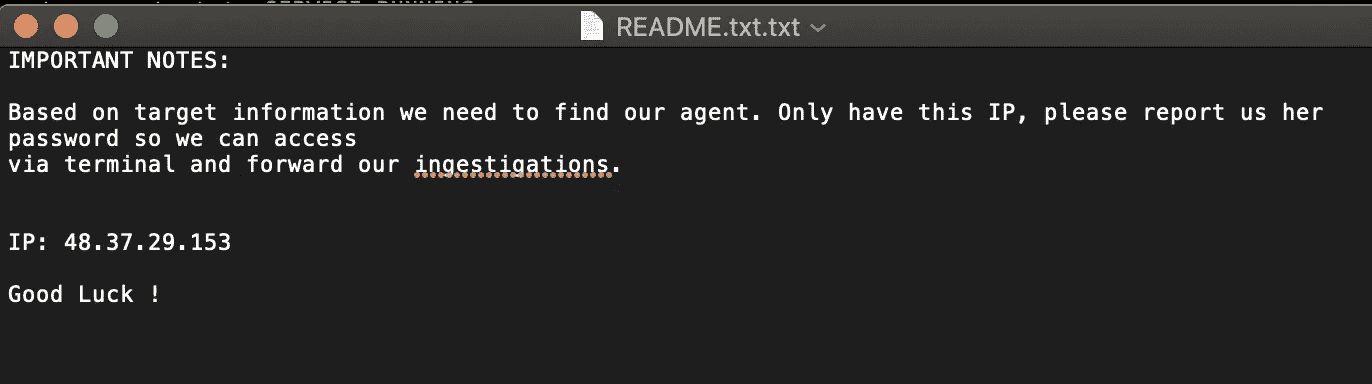 README.txt.txt
IMPORTANT NOTES:
Based on target information we need to find our agent. Only have this IP, please report us her
password so we can access
via terminal and forward our ingestigations.
IP: 48.37.29.153
Good Luck !